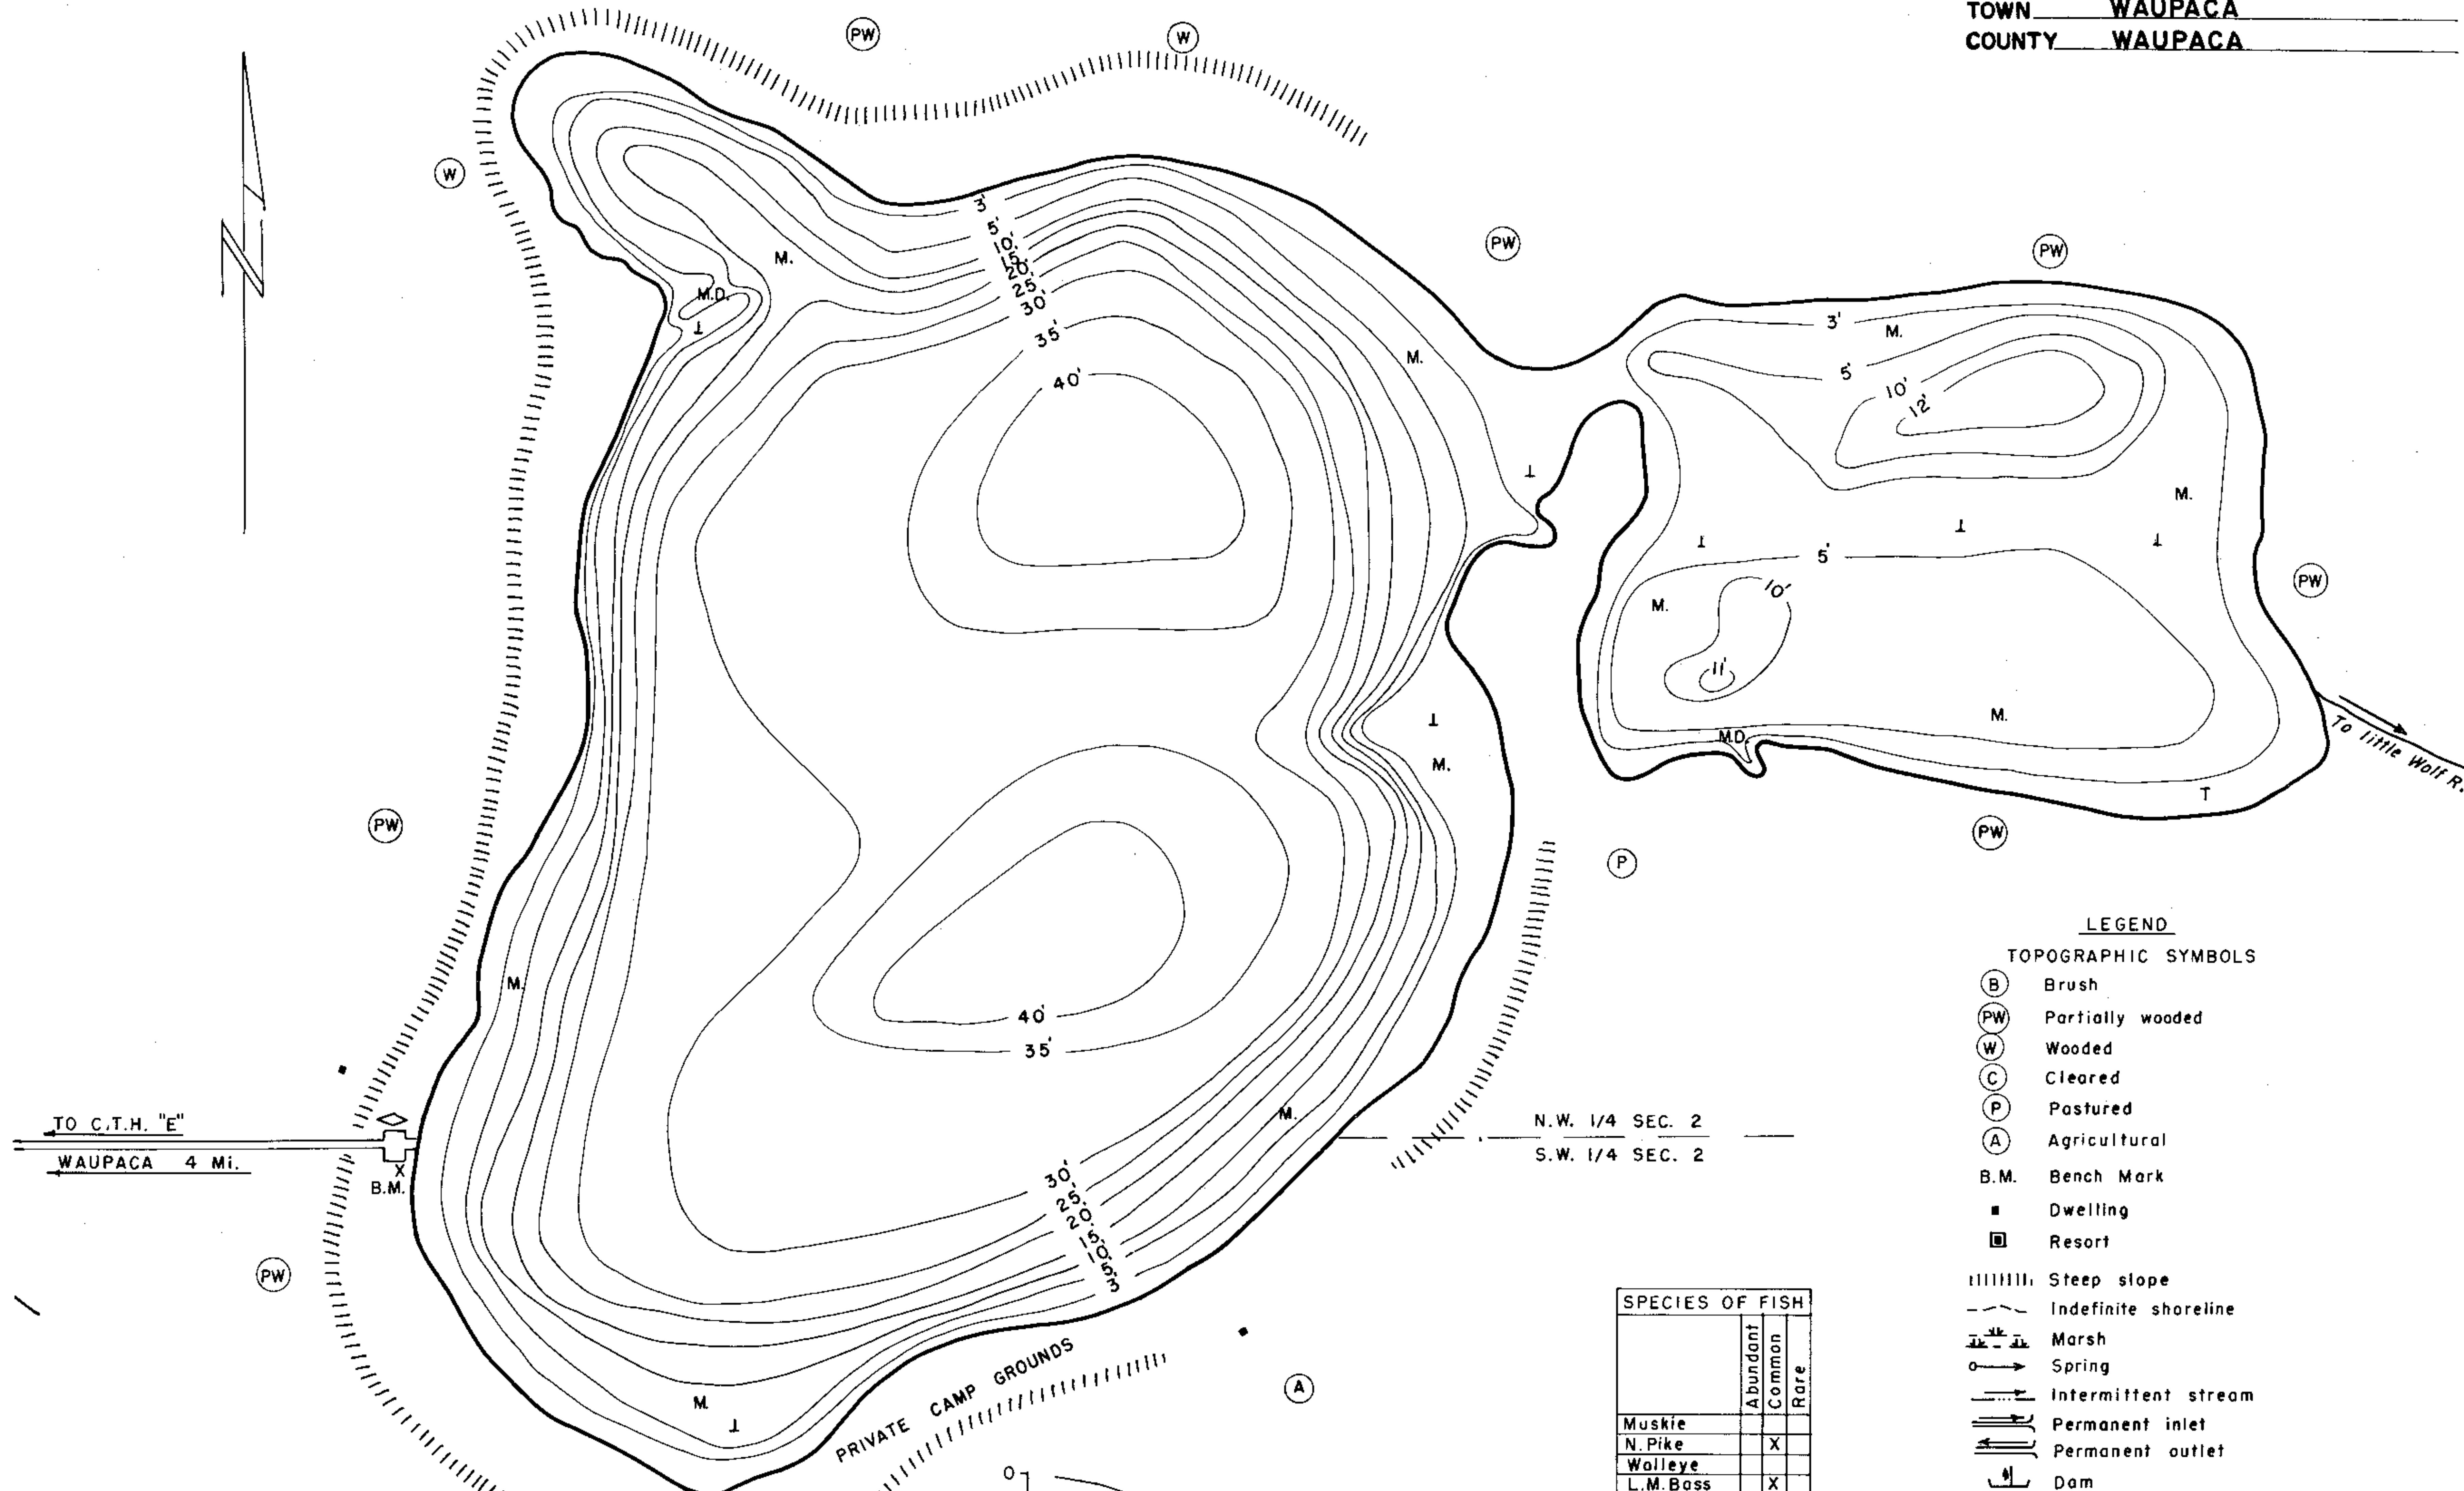 TOWN WAUPACA
COUNTY WAUPACA
PW
W
W
N
PW
PW
PW
PW
PW
PW
P
A
3'
5'
10'
15'
20'
25'
30'
35'
40'
M.
M.D.
M.
3'
M.
5'
10'
12'
M.
5'
M.
10'
11'
M.
M.D.
T
To little Wolf R.
M.
M.
40'
35'
M.
30'
25'
20'
15'
10'
5'
3
M.
TO C.T.H. "E"
WAUPACA 4 Mi.
X
B.M.
N.W. 1/4 SEC. 2
S.W. 1/4 SEC. 2
PRIVATE CAMP GROUNDS
0
SPECIES OF FISH
Abundant
Common
Rare
Muskie
N. Pike X
Walleye
L.M. Bass X
LEGEND
TOPOGRAPHIC SYMBOLS
B Brush
PW Partially wooded
W Wooded
C Cleared
P Pastured
A Agricultural
B.M. Bench Mark
Dwelling
Resort
Steep slope
Indefinite shoreline
Marsh
Spring
Intermittent stream
Permanent inlet
Permanent outlet
Dam